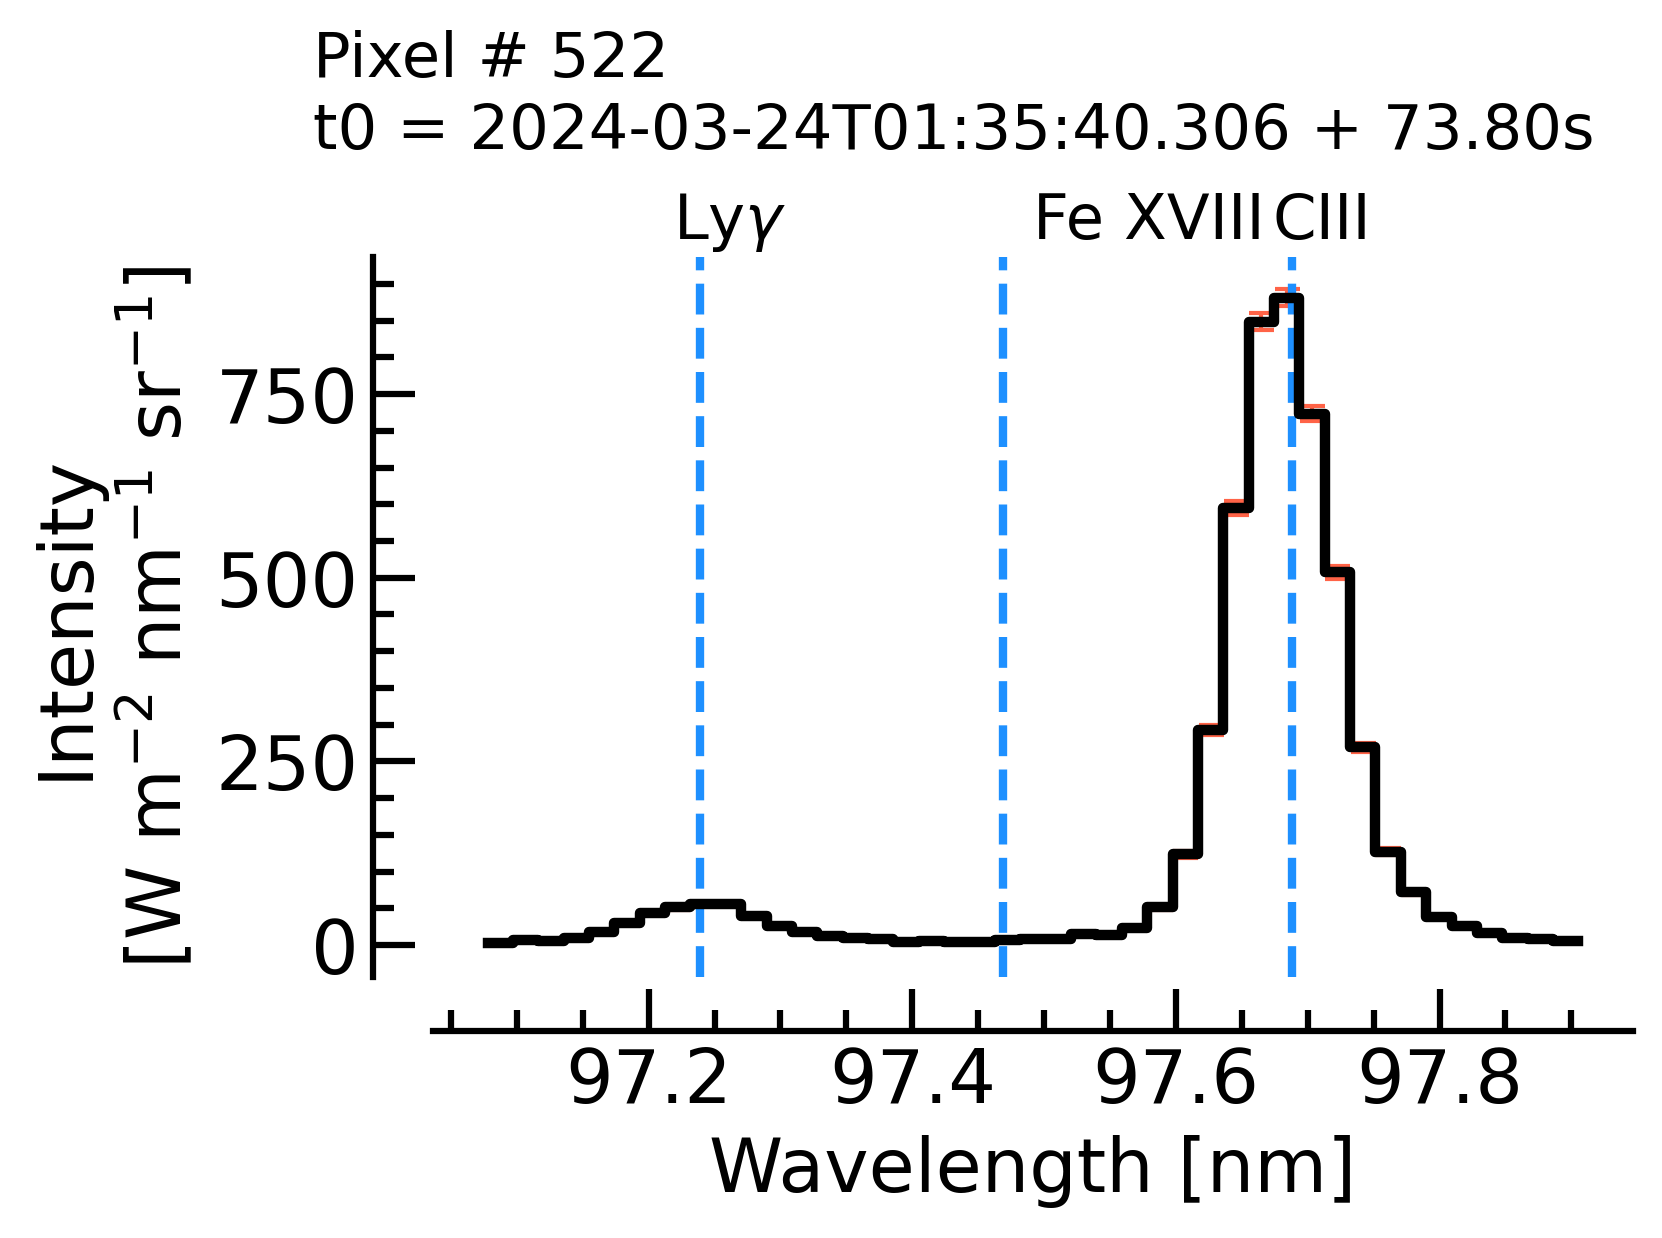 Pixel # 522
t0 = 2024-03-24T01:35:40.306 + 73.80s
Lyγ Fe XVIII CIII
Intensity
[W m⁻² nm⁻¹ sr⁻¹]
750
500
250
0
97.2 97.4 97.6 97.8
Wavelength [nm]